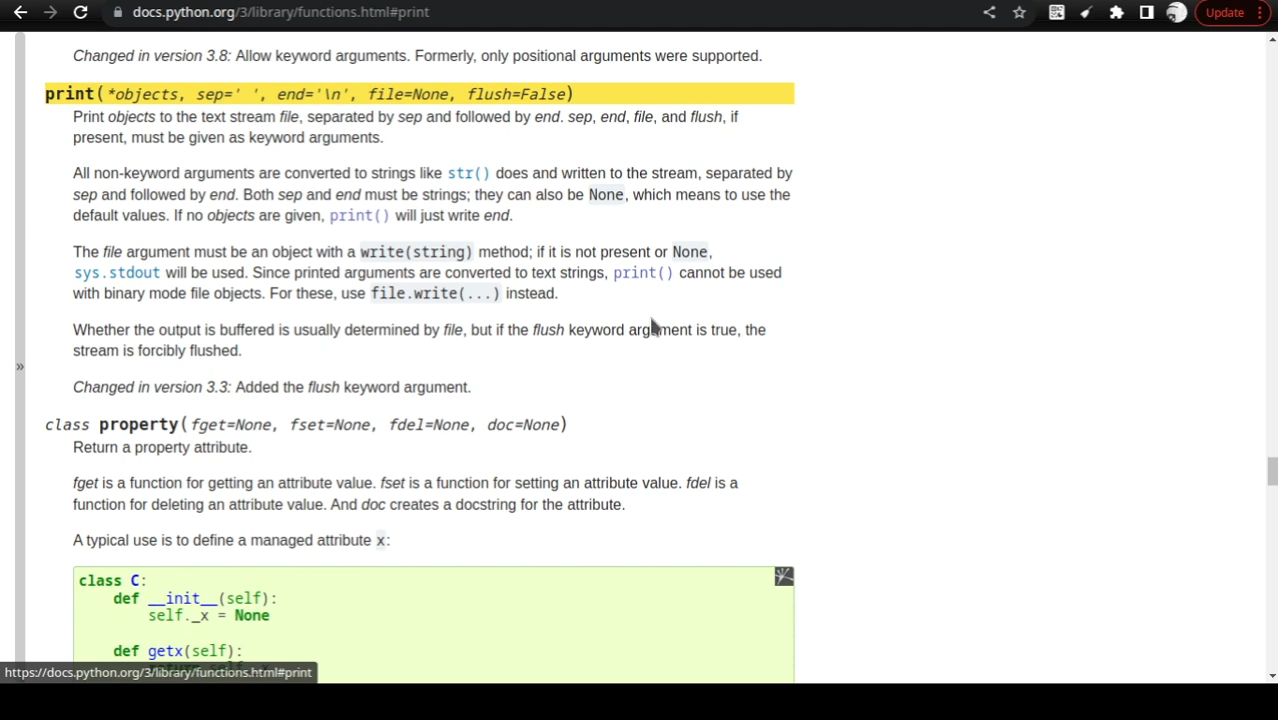 docs.python.org/3/library/functions.html#print
Update
Changed in version 3.8: Allow keyword arguments. Formerly, only positional arguments were supported.
print(*objects, sep=' ', end='\n', file=None, flush=False)
Print objects to the text stream file, separated by sep and followed by end. sep, end, file, and flush, if
present, must be given as keyword arguments.
All non-keyword arguments are converted to strings like str() does and written to the stream, separated by
sep and followed by end. Both sep and end must be strings; they can also be None, which means to use the
default values. If no objects are given, print() will just write end.
The file argument must be an object with a write(string) method; if it is not present or None,
sys.stdout will be used. Since printed arguments are converted to text strings, print() cannot be used
with binary mode file objects. For these, use file.write(...) instead.
Whether the output is buffered is usually determined by file, but if the flush keyword argument is true, the
stream is forcibly flushed.
»
Changed in version 3.3: Added the flush keyword argument.
class property(fget=None, fset=None, fdel=None, doc=None)
Return a property attribute.
fget is a function for getting an attribute value. fset is a function for setting an attribute value. fdel is a
function for deleting an attribute value. And doc creates a docstring for the attribute.
A typical use is to define a managed attribute x:
class C:
def __init__(self):
self._x = None
def getx(self):
https://docs.python.org/3/library/functions.html#print